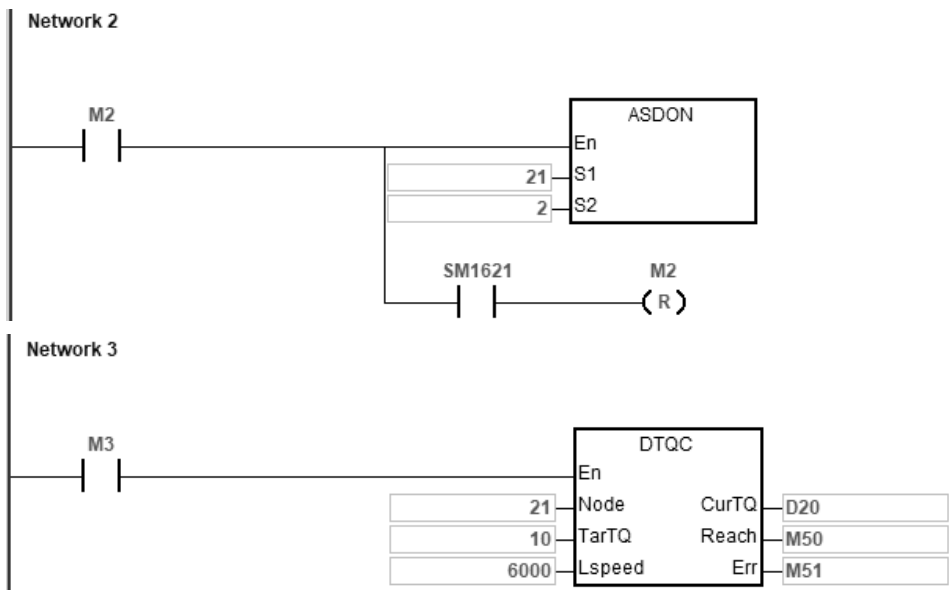 Network 2
M2
ASDON
En
21 S1
2 S2
SM1621 M2
R
Network 3
M3
DTQC
En
21 Node CurTQ D20
10 TarTQ Reach M50
6000 Lspeed Err M51